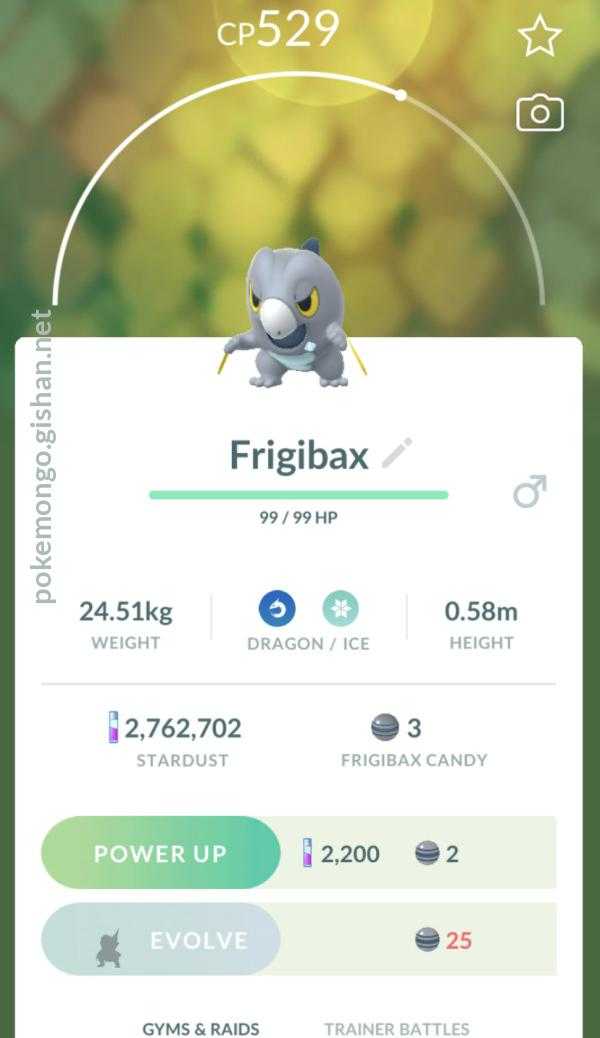 CP529
pokemongo.gishan.net
Frigibax
99 / 99 HP
24.51kg
WEIGHT
DRAGON / ICE
0.58m
HEIGHT
2,762,702
STARDUST
3
FRIGIBAX CANDY
POWER UP 2,200 2
EVOLVE 25
GYMS & RAIDS TRAINER BATTLES